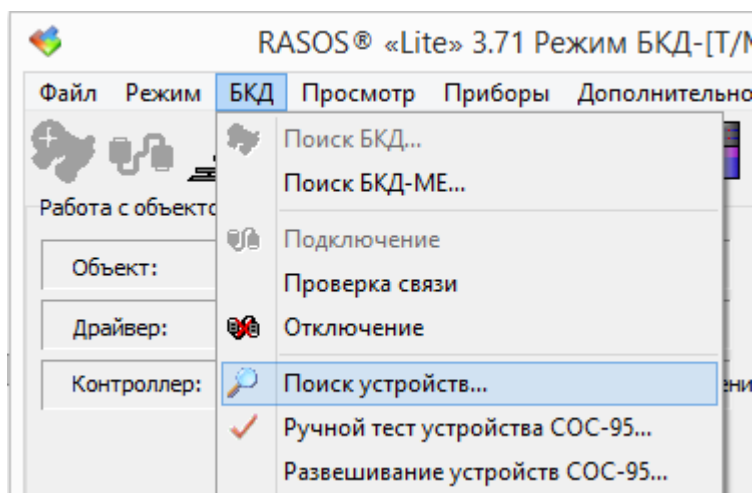 RASOS® «Lite» 3.71 Режим БКД-[Т/
Файл Режим БКД Просмотр Приборы Дополнительно
Поиск БКД...
Поиск БКД-МЕ...
Работа с объекто
Подключение
Объект:
Проверка связи
Драйвер:
Отключение
Контроллер:
Поиск устройств...
ени
Ручной тест устройства СОС-95...
Развешивание устройств СОС-95...